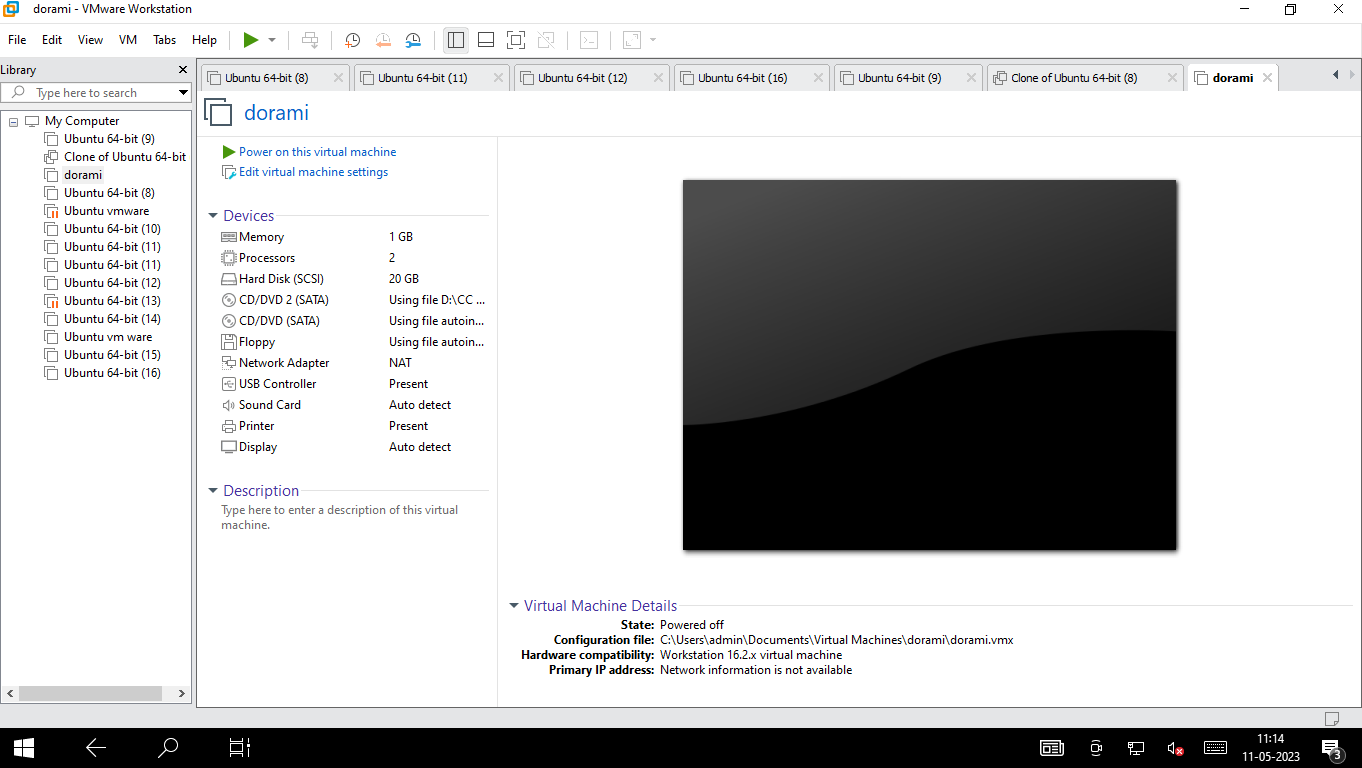 dorami - VMware Workstation
File Edit View VM Tabs Help
Library
Type here to search
My Computer
Ubuntu 64-bit (9)
Clone of Ubuntu 64-bit
dorami
Ubuntu 64-bit (8)
Ubuntu vmware
Ubuntu 64-bit (10)
Ubuntu 64-bit (11)
Ubuntu 64-bit (11)
Ubuntu 64-bit (12)
Ubuntu 64-bit (13)
Ubuntu 64-bit (14)
Ubuntu vm ware
Ubuntu 64-bit (15)
Ubuntu 64-bit (16)
Ubuntu 64-bit (8) Ubuntu 64-bit (11) Ubuntu 64-bit (12) Ubuntu 64-bit (16) Ubuntu 64-bit (9) Clone of Ubuntu 64-bit (8) dorami
dorami
Power on this virtual machine
Edit virtual machine settings
Devices
Memory 1 GB
Processors 2
Hard Disk (SCSI) 20 GB
CD/DVD 2 (SATA) Using file D:\CC ...
CD/DVD (SATA) Using file autoin...
Floppy Using file autoin...
Network Adapter NAT
USB Controller Present
Sound Card Auto detect
Printer Present
Display Auto detect
Description
Type here to enter a description of this virtual
machine.
Virtual Machine Details
State: Powered off
Configuration file: C:\Users\admin\Documents\Virtual Machines\dorami\dorami.vmx
Hardware compatibility: Workstation 16.2.x virtual machine
Primary IP address: Network information is not available
11:14
11-05-2023
3